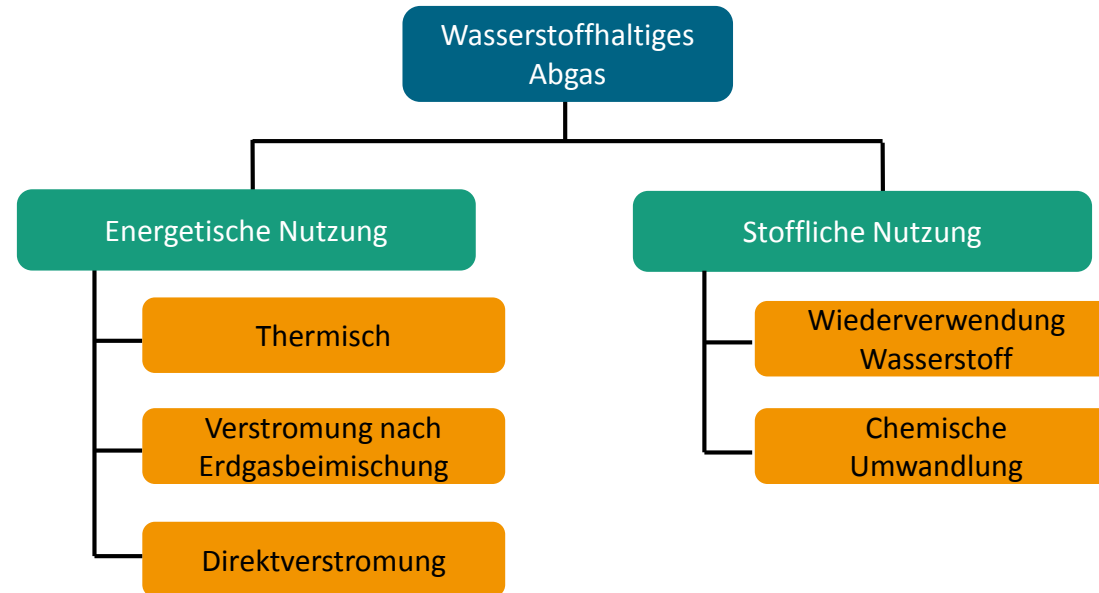 Wasserstoffhaltiges
Abgas
Energetische Nutzung
Stoffliche Nutzung
Thermisch
Verstromung nach
Erdgasbeimischung
Direktverstromung
Wiederverwendung
Wasserstoff
Chemische
Umwandlung